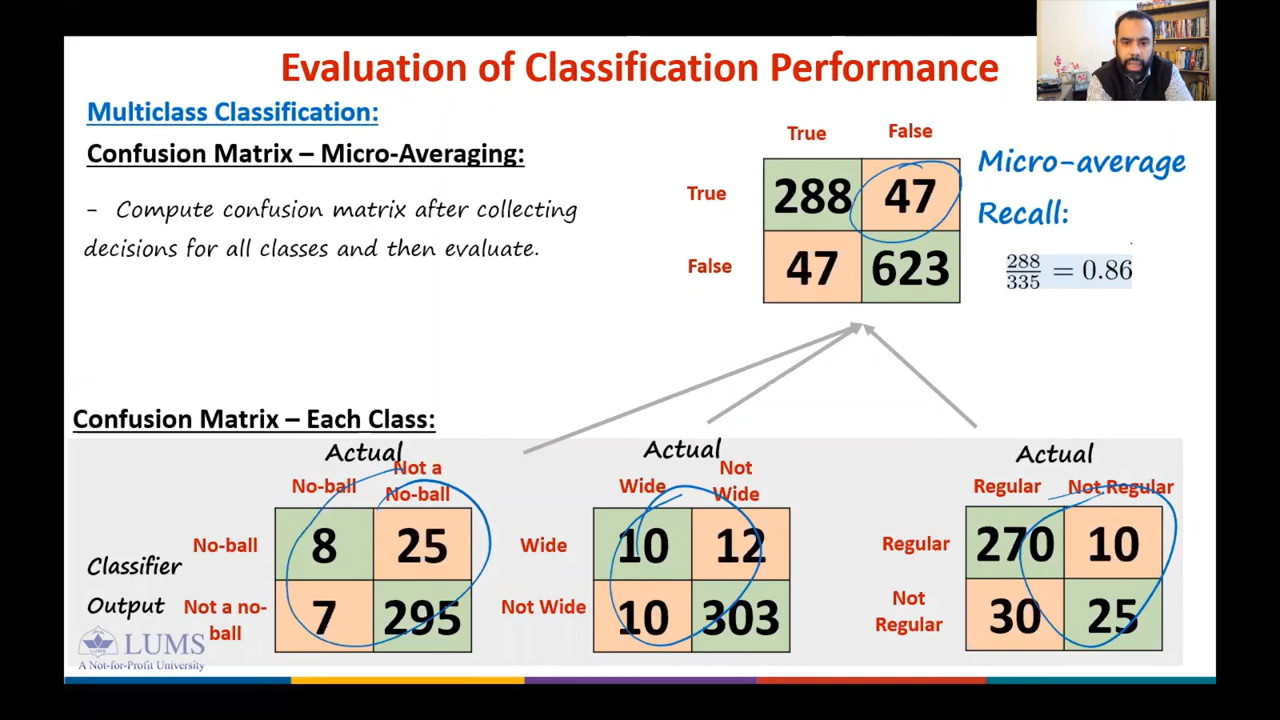 Evaluation of Classification Performance
Multiclass Classification:
Confusion Matrix – Micro-Averaging:
- Compute confusion matrix after collecting
decisions for all classes and then evaluate.
True False
True 288 47
False 47 623
Micro-average
Recall:
288
335
= 0.86
Confusion Matrix – Each Class:
Classifier
Output
Actual
No-ball
Not a
No-ball
No-ball 8 25
Not a no-
ball
7 295
Actual
Wide
Not
Wide
Wide 10 12
Not Wide 10 303
Actual
Regular Not Regular
Regular 270 10
Not
Regular
30 25
LUMS
A Not-for-Profit University